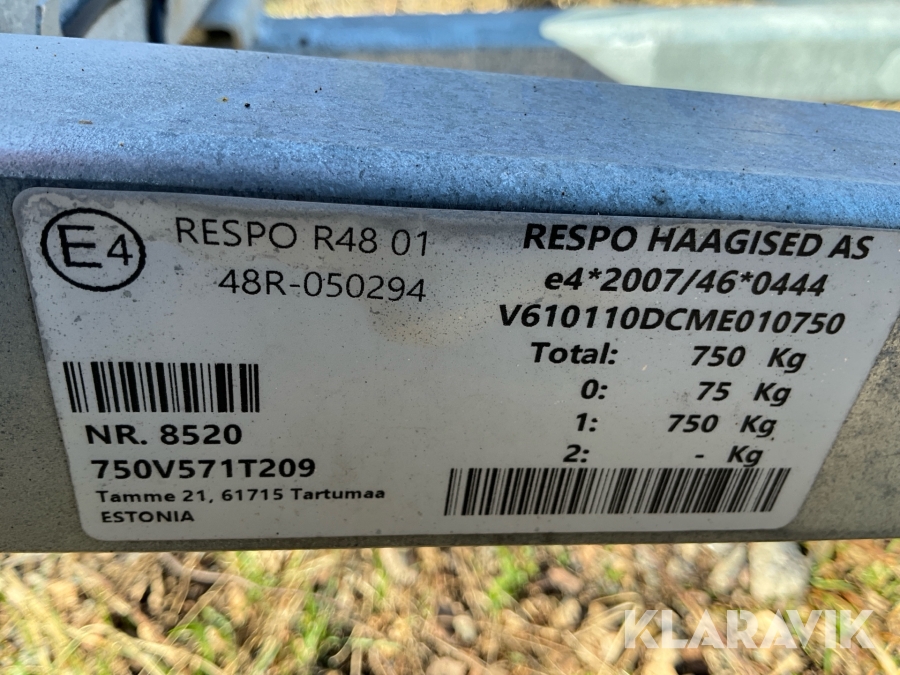 E4
RESPO R48 01
48R-050294
NR. 8520
750V571T209
Tamme 21, 61715 Tartumaa
ESTONIA
RESPO HAAGISED AS
e4*2007/46*0444
V610110DCME010750
Total: 750 Kg
0: 75 Kg
1: 750 Kg
2: - Kg
KLARAVIK